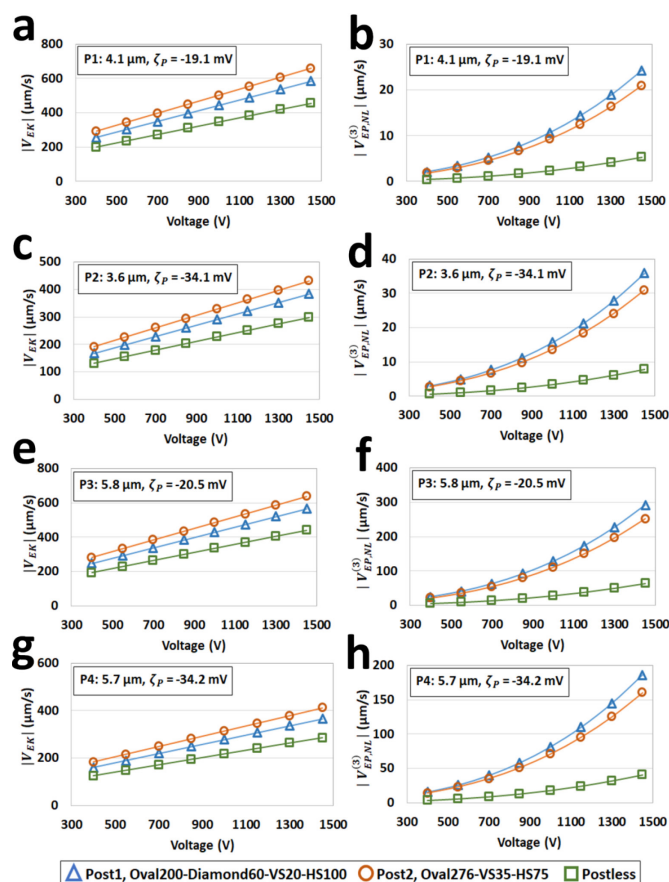 a
800
600
400
200
0
P1: 4.1 µm, ζP = -19.1 mV
|VEK| (µm/s)
300 500 700 900 1100 1300 1500
Voltage (V)
b
30
20
10
0
P1: 4.1 µm, ζP = -19.1 mV
| V(3)EP,NL | (µm/s)
300 500 700 900 1100 1300 1500
Voltage (V)
c
500
400
300
200
100
0
P2: 3.6 µm, ζP = -34.1 mV
|VEK| (µm/s)
300 500 700 900 1100 1300 1500
Voltage (V)
d
40
30
20
10
0
P2: 3.6 µm, ζP = -34.1 mV
| V(3)EP,NL | (µm/s)
300 500 700 900 1100 1300 1500
Voltage (V)
e
800
600
400
200
0
P3: 5.8 µm, ζP = -20.5 mV
|VEK| (µm/s)
300 500 700 900 1100 1300 1500
Voltage (V)
f
400
300
200
100
0
P3: 5.8 µm, ζP = -20.5 mV
| V(3)EP,NL | (µm/s)
300 500 700 900 1100 1300 1500
Voltage (V)
g
600
400
200
0
P4: 5.7 µm, ζP = -34.2 mV
|VEK| (µm/s)
300 500 700 900 1100 1300 1500
Voltage (V)
h
200
150
100
50
0
P4: 5.7 µm, ζP = -34.2 mV
| V(3)EP,NL | (µm/s)
300 500 700 900 1100 1300 1500
Voltage (V)
Post1, Oval200-Diamond60-VS20-HS100 Post2, Oval276-VS35-HS75 Postless